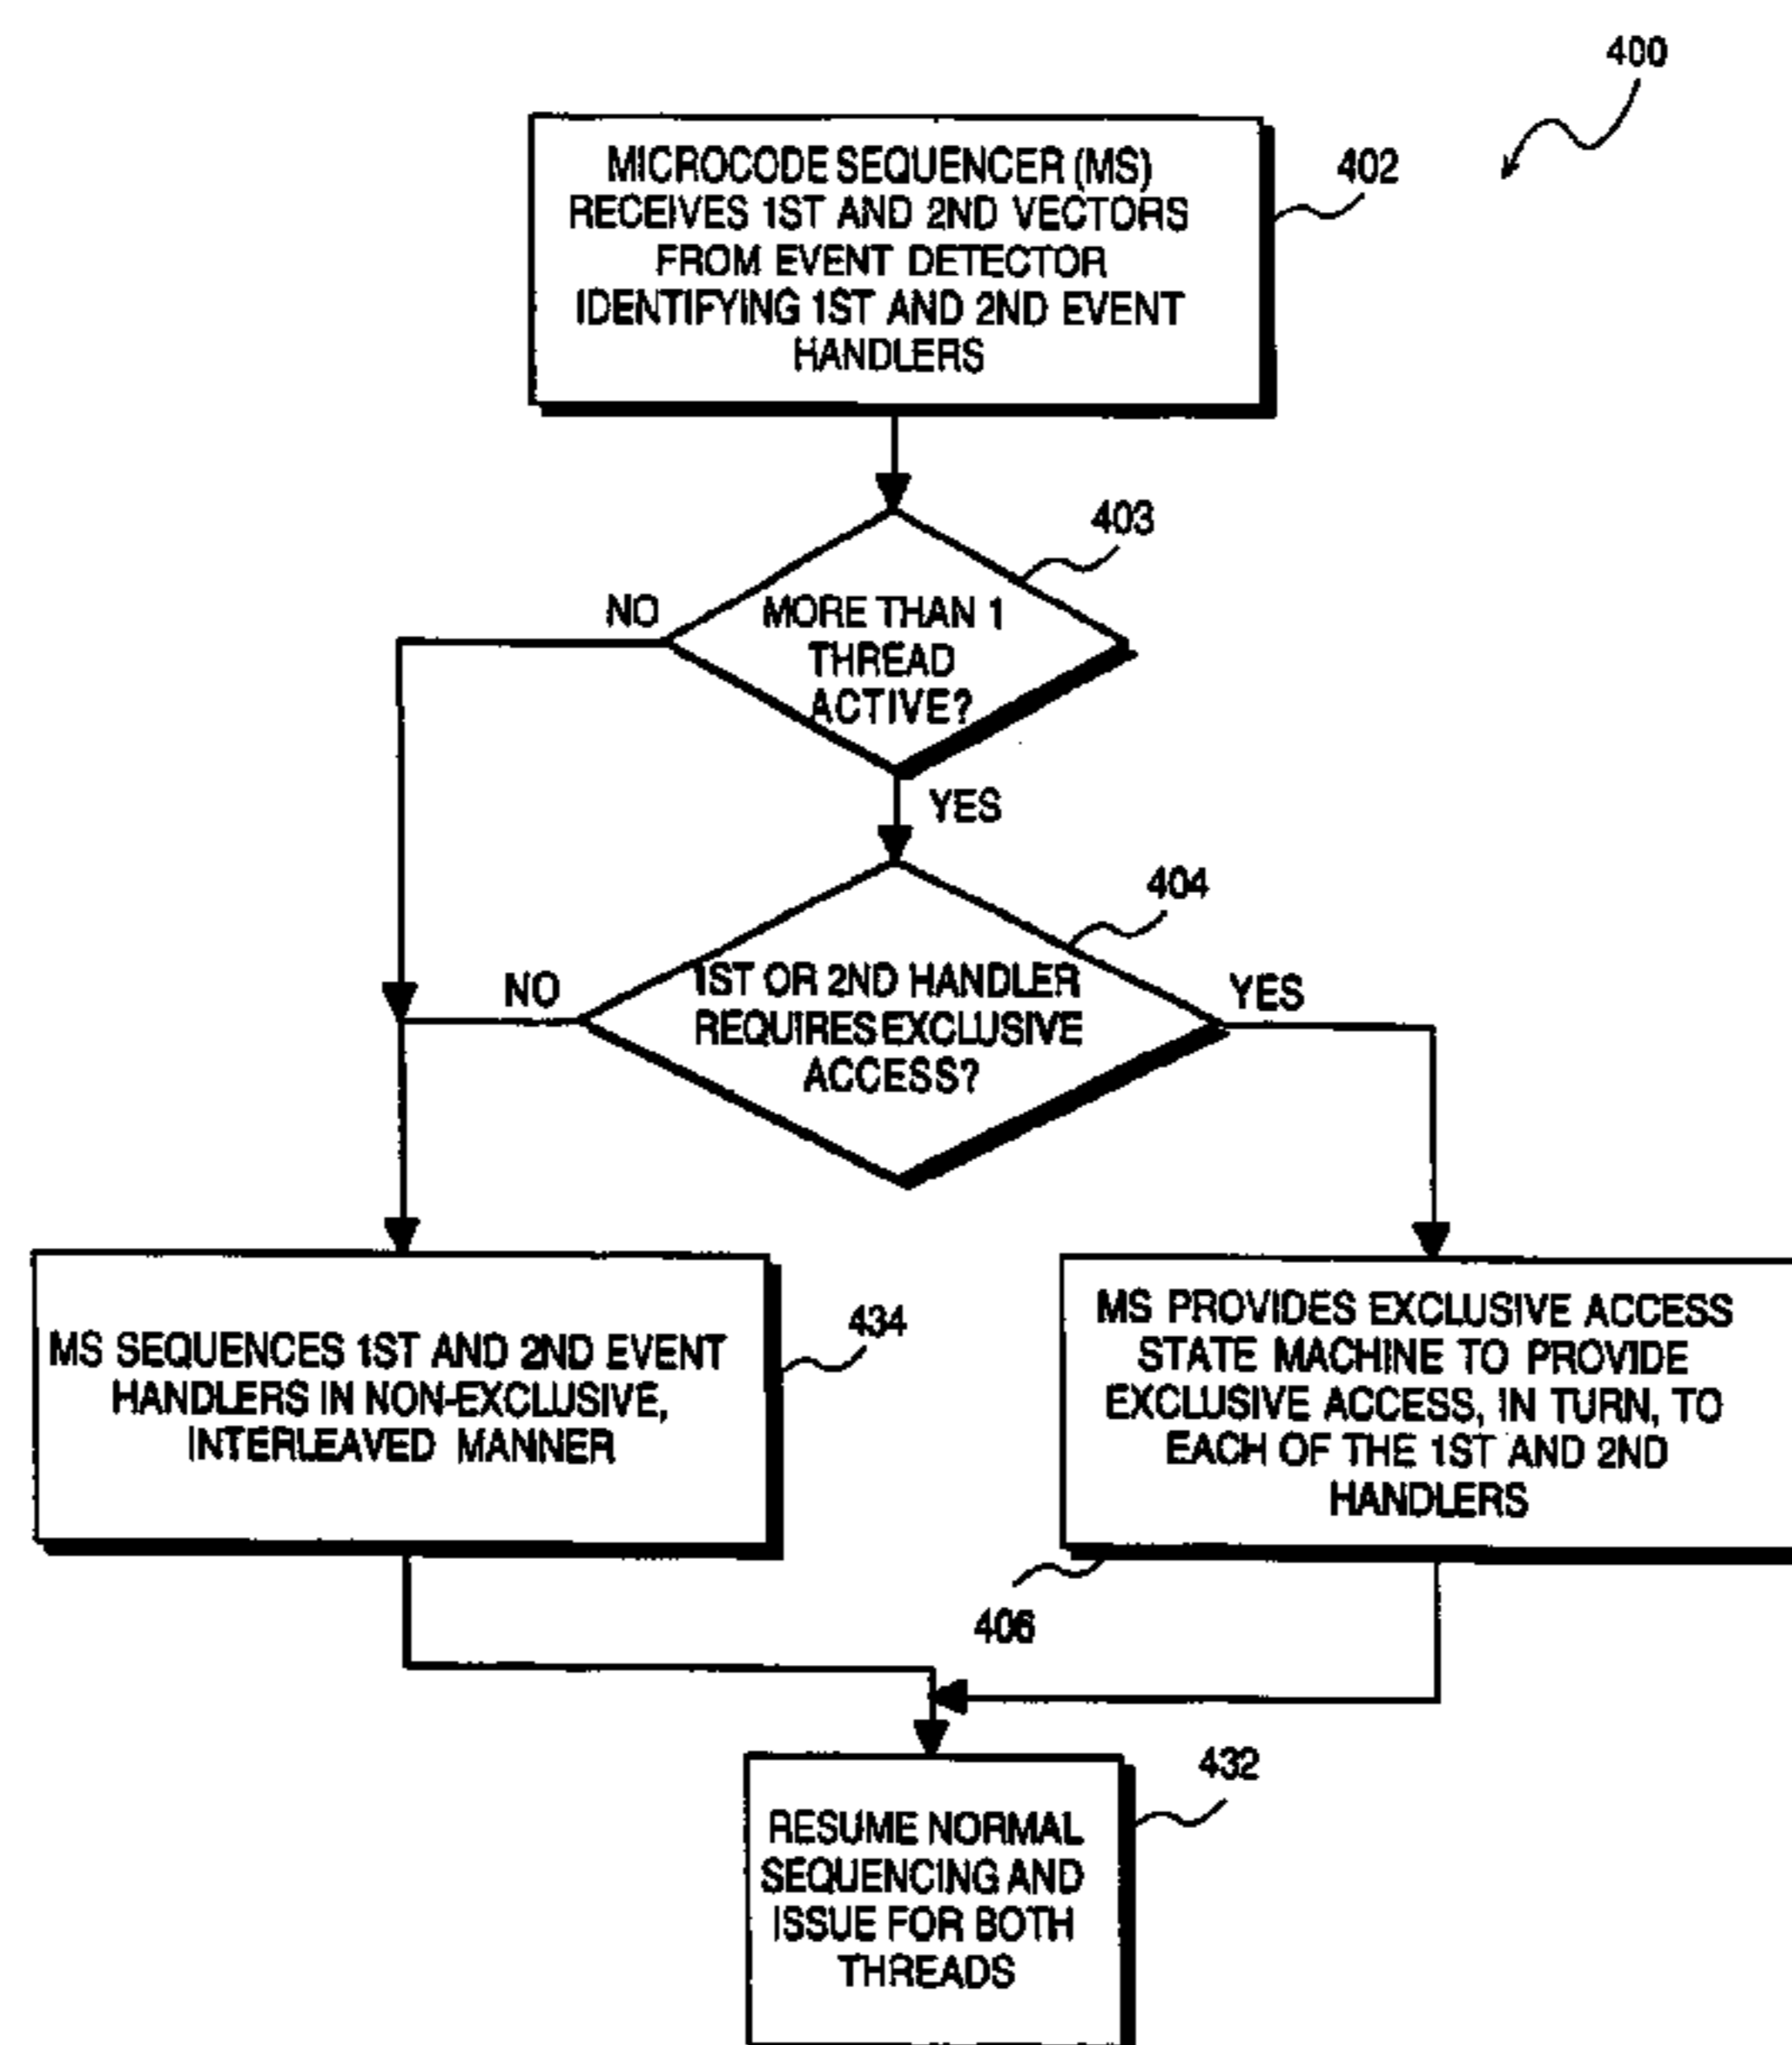 400
MICROCODE SEQUENCER (MS)
RECEIVES 1ST AND 2ND VECTORS
FROM EVENT DETECTOR
IDENTIFYING 1ST AND 2ND EVENT
HANDLERS
402
403
NO
MORE THAN 1
THREAD
ACTIVE?
YES
404
NO
1ST OR 2ND HANDLER
REQUIRES EXCLUSIVE
ACCESS?
YES
MS SEQUENCES 1ST AND 2ND EVENT
HANDLERS IN NON-EXCLUSIVE,
INTERLEAVED MANNER
434
MS PROVIDES EXCLUSIVE ACCESS
STATE MACHINE TO PROVIDE
EXCLUSIVE ACCESS, IN TURN, TO
EACH OF THE 1ST AND 2ND
HANDLERS
406
432
RESUME NORMAL
SEQUENCING AND
ISSUE FOR BOTH
THREADS